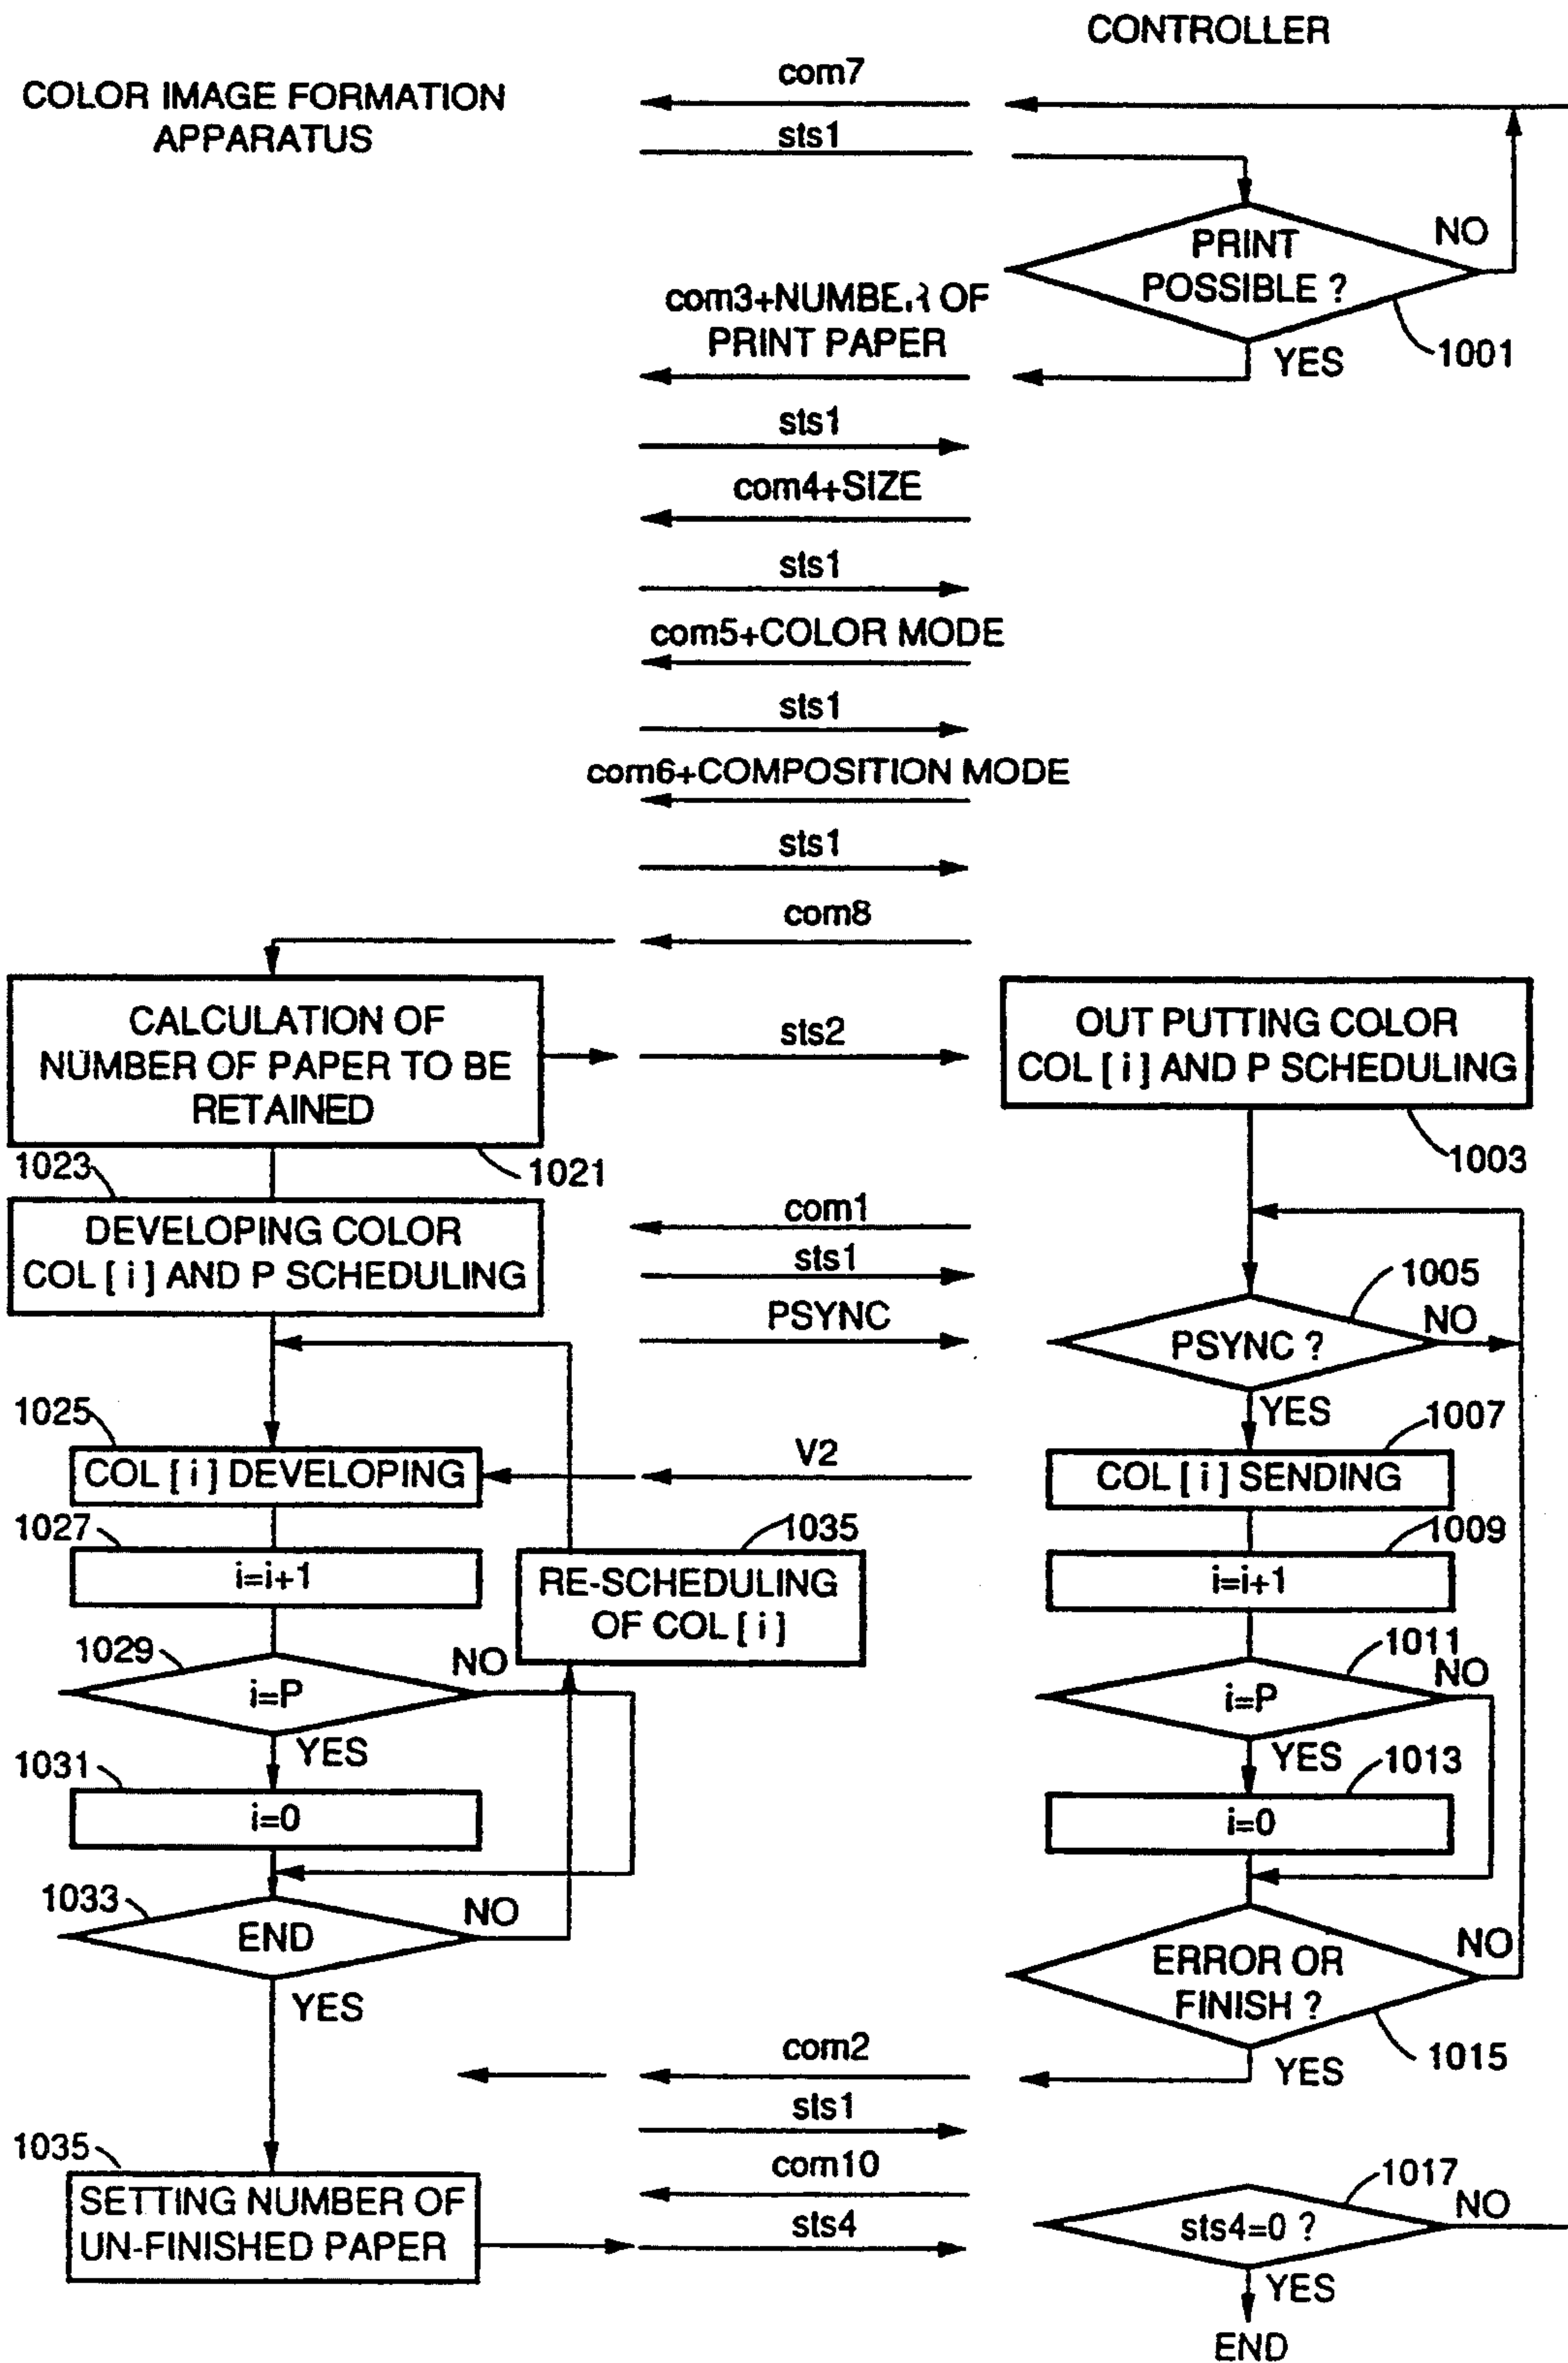 CONTROLLER
com7
COLOR IMAGE FORMATION
APPARATUS
sts1
PRINT
POSSIBLE ?
NO
1001
YES
com3+NUMBER OF
PRINT PAPER
sts1
com4+SIZE
sts1
com5+COLOR MODE
sts1
com6+COMPOSITION MODE
sts1
com8
CALCULATION OF
NUMBER OF PAPER TO BE
RETAINED
1021
sts2
OUT PUTTING COLOR
COL [ i ] AND P SCHEDULING
1003
1023
DEVELOPING COLOR
COL [ i ] AND P SCHEDULING
com1
sts1
PSYNC
1005
PSYNC ?
NO
YES
1025
COL [ i ] DEVELOPING
V2
1007
COL [ i ] SENDING
1027
i=i+1
1035
RE-SCHEDULING
OF COL [ i ]
1009
i=i+1
1029
i=P
NO
YES
1011
i=P
NO
YES
1031
i=0
1013
i=0
1033
END
NO
YES
ERROR OR
FINISH ?
NO
1015
YES
com2
sts1
1035
SETTING NUMBER OF
UN-FINISHED PAPER
com10
sts4
1017
sts4=0 ?
NO
YES
END